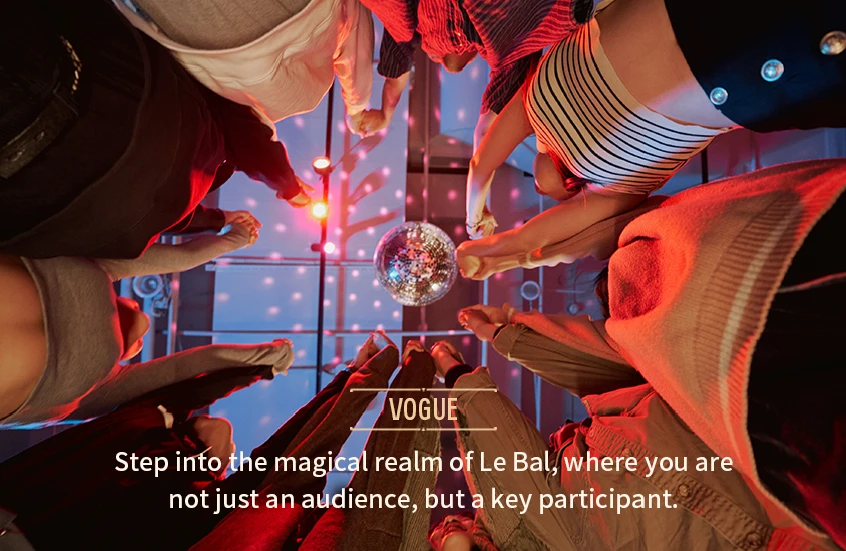 VOGUE
Step into the magical realm of Le Bal, where you are
not just an audience, but a key participant.